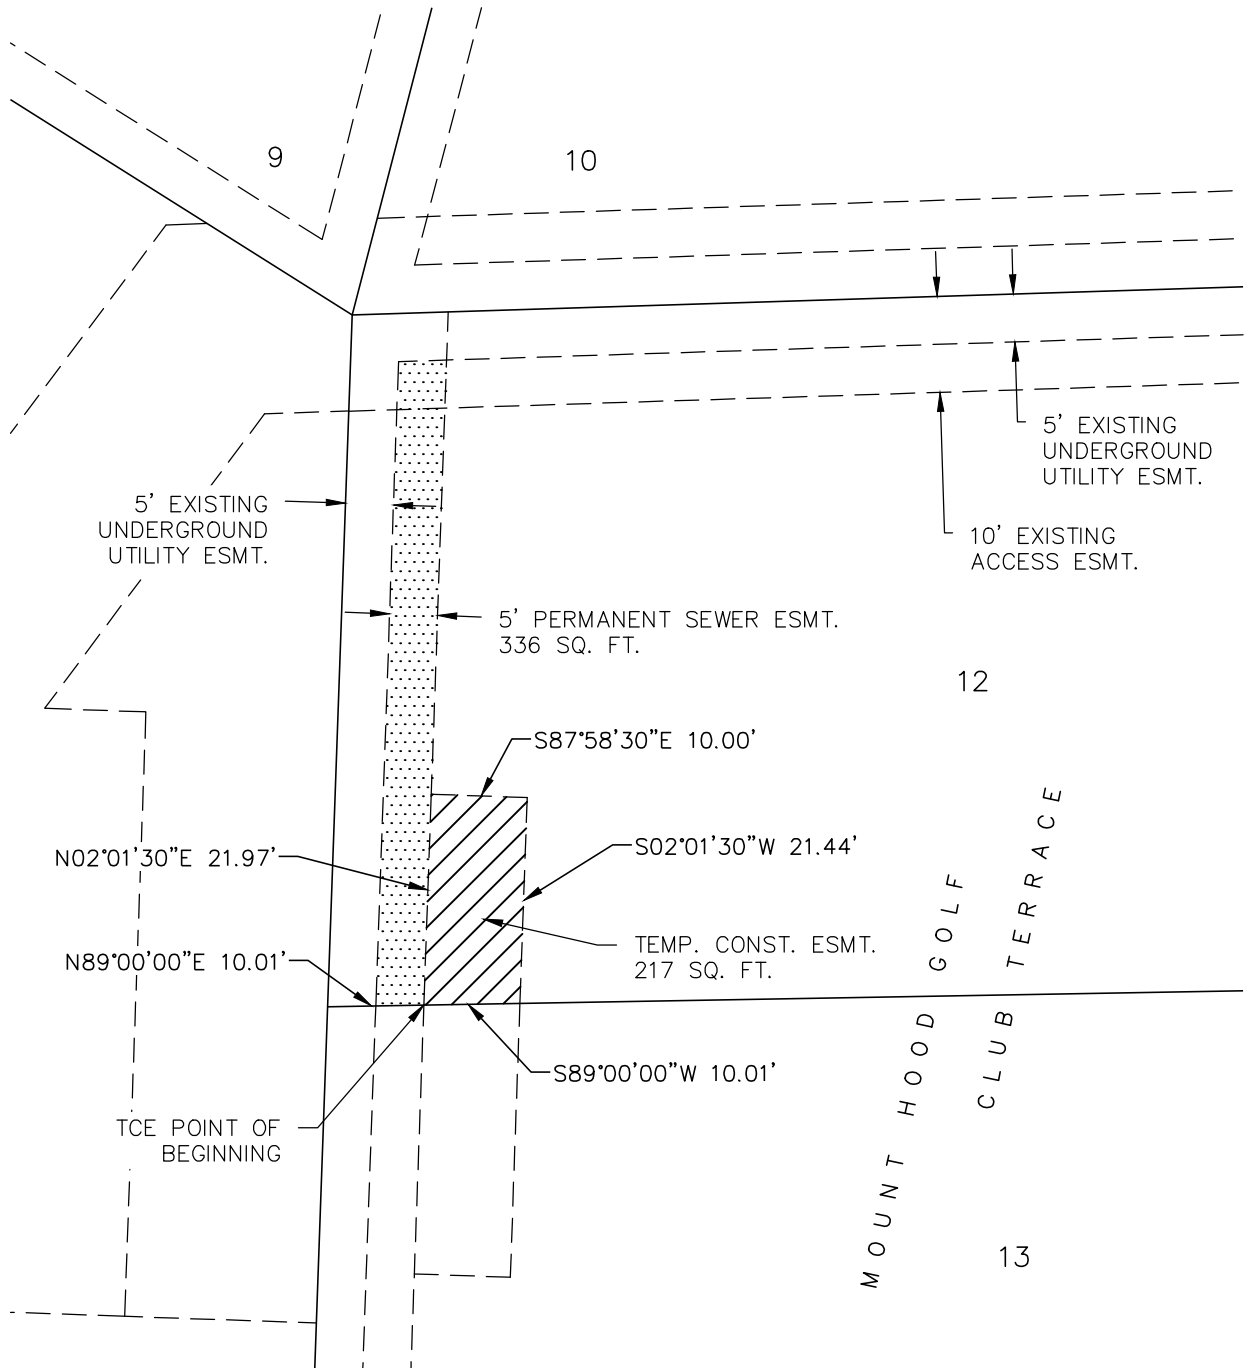 9
10
5' EXISTING
UNDERGROUND
UTILITY ESMT.
5' EXISTING
UNDERGROUND
UTILITY ESMT.
10' EXISTING
ACCESS ESMT.
5' PERMANENT SEWER ESMT.
336 SQ. FT.
12
S87°58'30"E 10.00'
N02°01'30"E 21.97'
S02°01'30"W 21.44'
TEMP. CONST. ESMT.
217 SQ. FT.
N89°00'00"E 10.01'
S89°00'00"W 10.01'
TCE POINT OF
BEGINNING
MOUNT HOOD GOLF
CLUB TERRACE
13